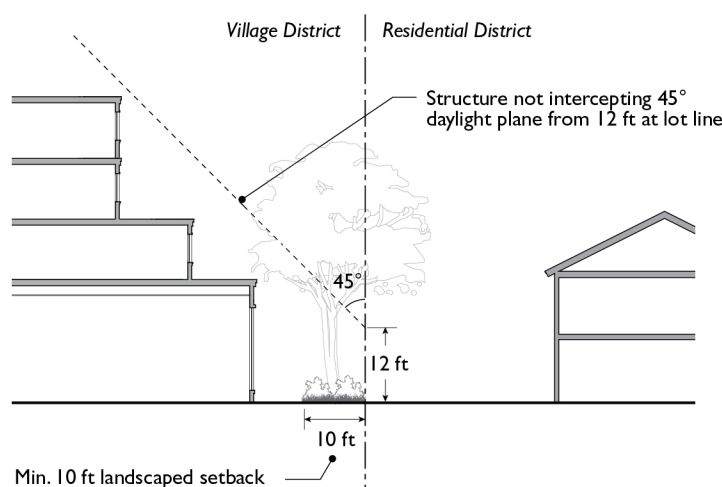 Village District
Residential District
Structure not intercepting 45°
daylight plane from 12 ft at lot line
45°
12 ft
10 ft
Min. 10 ft landscaped setback